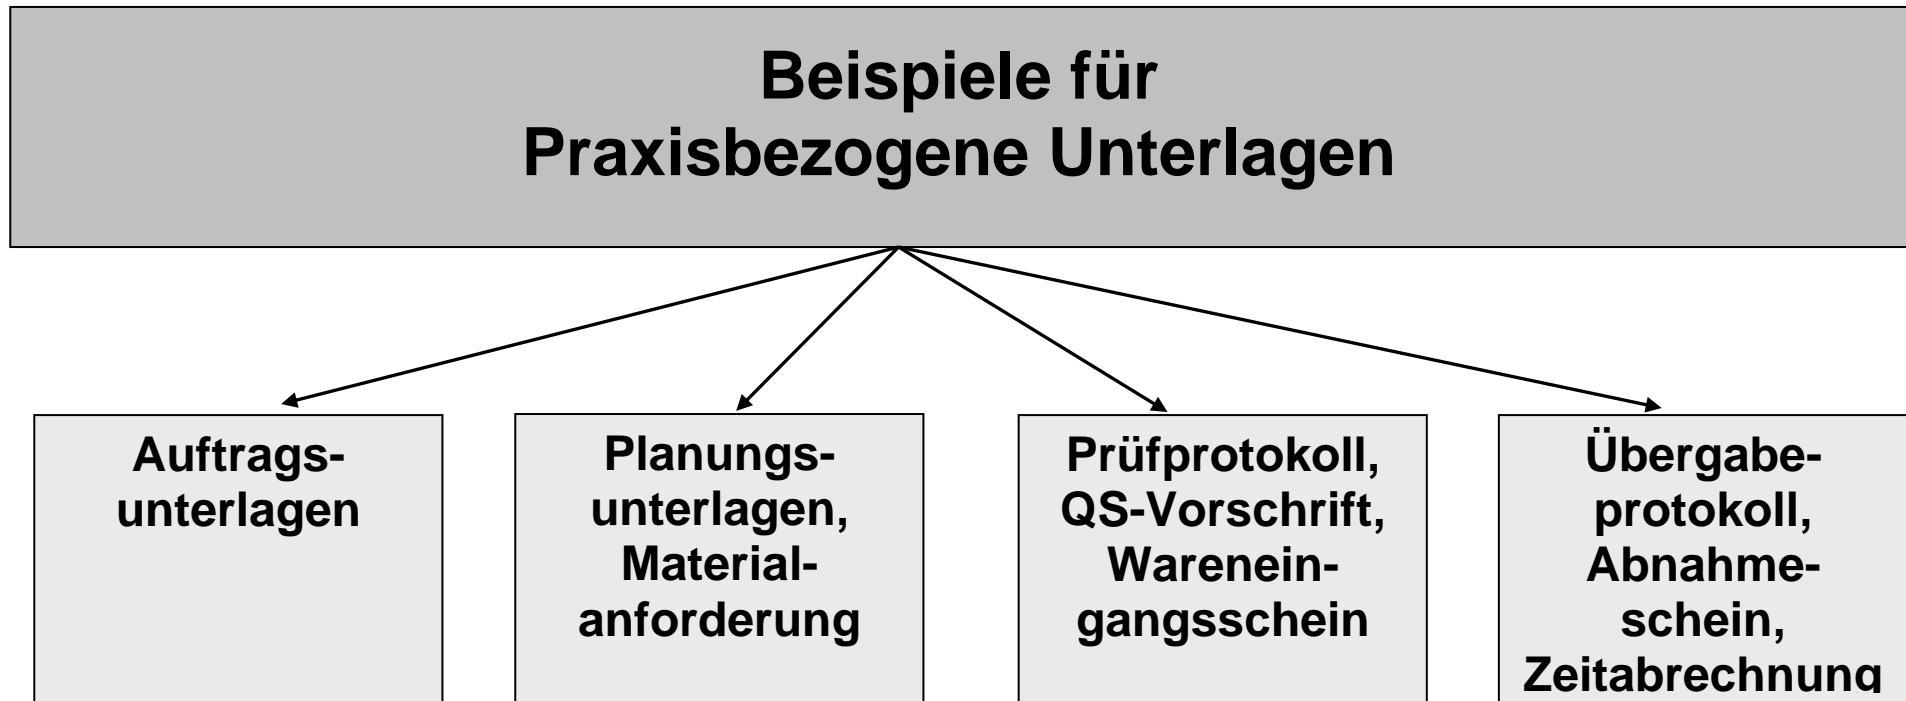 Beispiele für
Praxisbezogene Unterlagen
Auftrags-
unterlagen
Planungs-
unterlagen,
Material-
anforderung
Prüfprotokoll,
QS-Vorschrift,
Warenein-
gangsschein
Übergabe-
protokoll,
Abnahme-
schein,
Zeitabrechnung